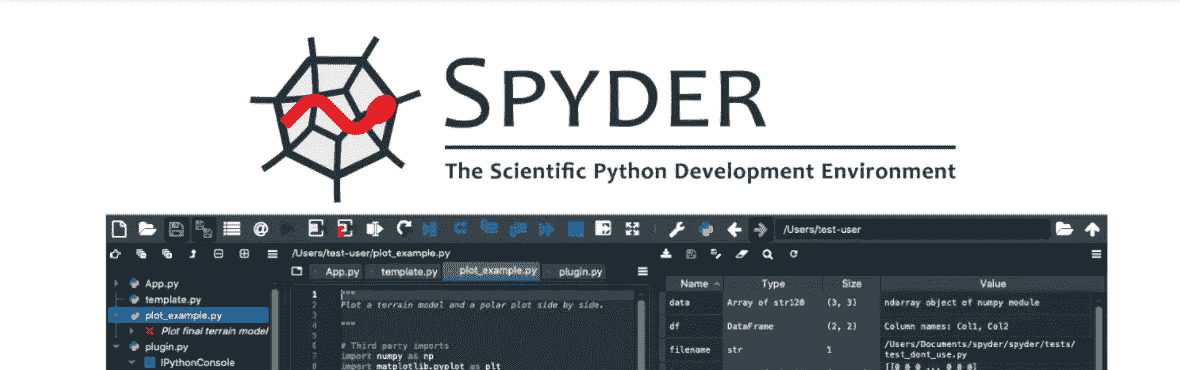 SPYDER
The Scientific Python Development Environment
@
/Users/test-user
/Users/test-user/plot_example.py
App.py
template.py
plot_example.py
Plot final terrain model
plugin.py
IPythonConsole
App.py template.py plot_example.py plugin.py
1 """
2 Plot a terrain model and a polar plot side by side.
3
4 """
5
6 # Third party imports
7 import numpy as np
8 import matplotlib.pyplot as plt
Name Type Size Value
data Array of str120 (3, 3) ndarray object of numpy module
df DataFrame (2, 2) Column names: Col1, Col2
filename str 1 /Users/Documents/spyder/spyder/tests/
test_dont_use.py
[[0 0 0 ... 0 0 0]